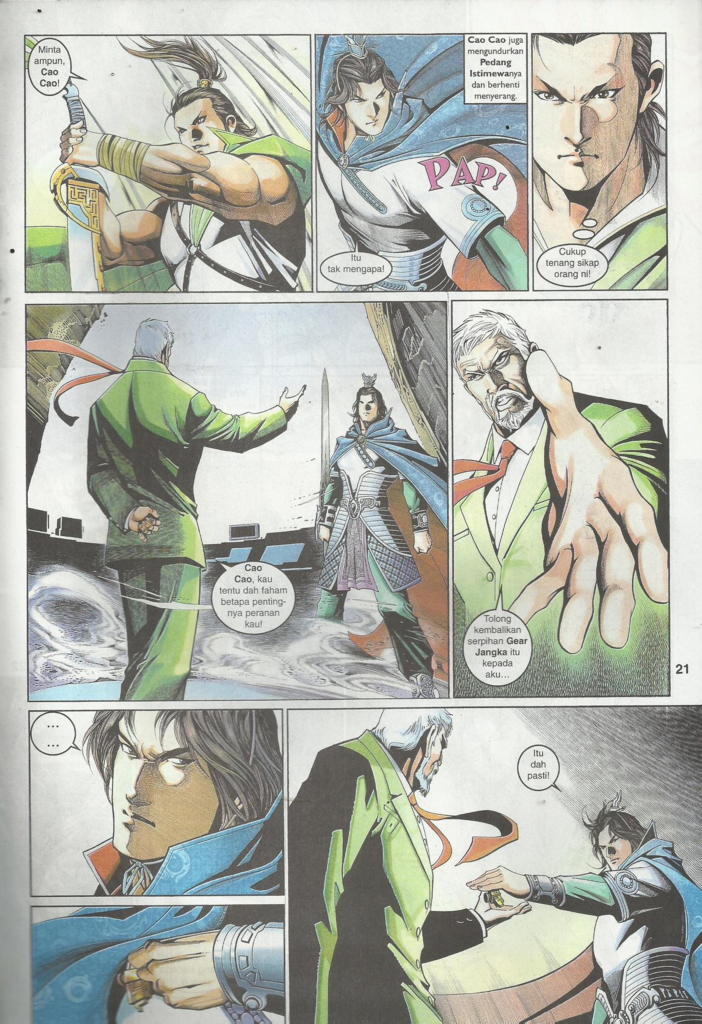 Minta
ampun,
Cao
Cao!
Cao Cao juga
mengundurkan
Pedang
Istimewanya
dan berhenti
menyerang.
PAP!
Itu
tak mengapa!
Cukup
tenang sikap
orang ni!
Cao
Cao, kau
tentu dah faham
betapa penting-
nya peranan
kau!
Tolong
kembalikan
serpihan Gear
Jangka itu
kepada
aku...
21
...
...
Itu
dah
pasti!